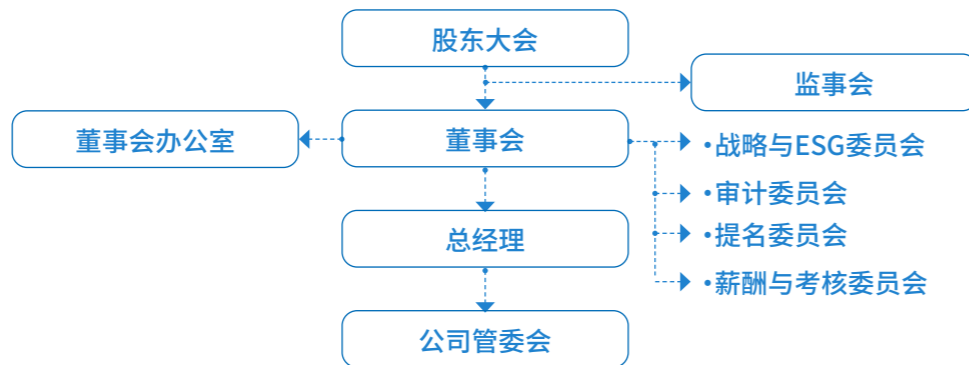 股东大会
监事会
董事会办公室
董事会
·战略与ESG委员会
·审计委员会
·提名委员会
·薪酬与考核委员会
总经理
公司管委会